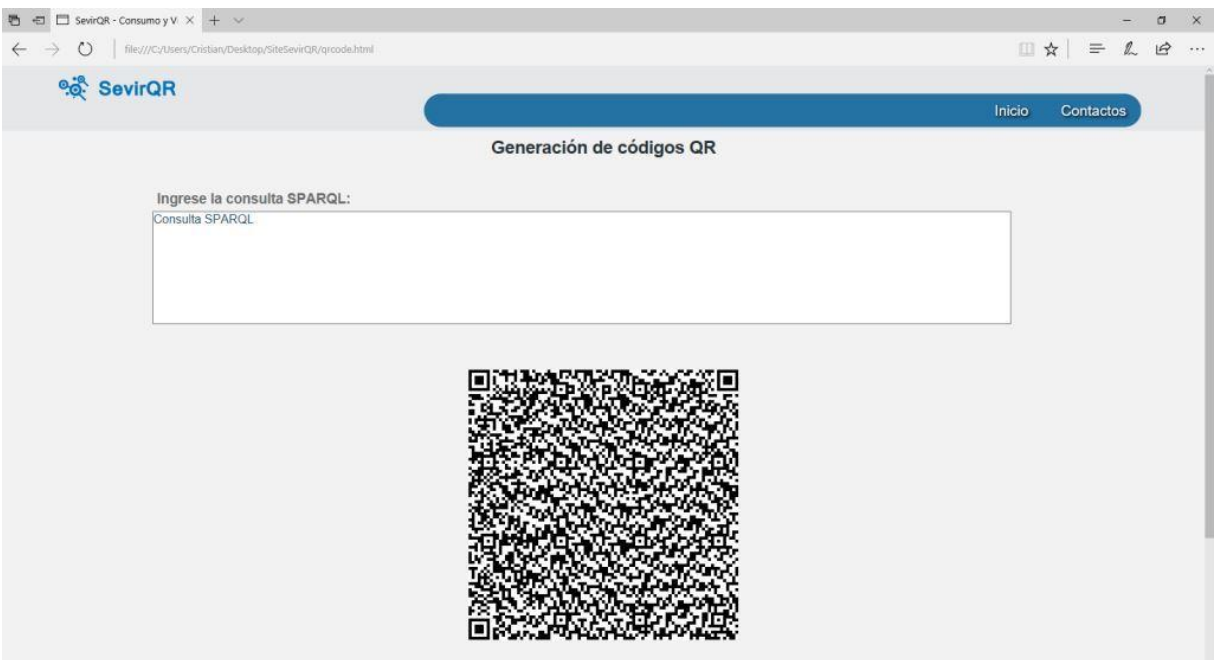 SevirQR - Consumo y V
file:///C:/Users/Cristian/Desktop/SiteSevirQR/qrcode.html
SevirQR
Inicio Contactos
Generación de códigos QR
Ingrese la consulta SPARQL:
Consulta SPARQL